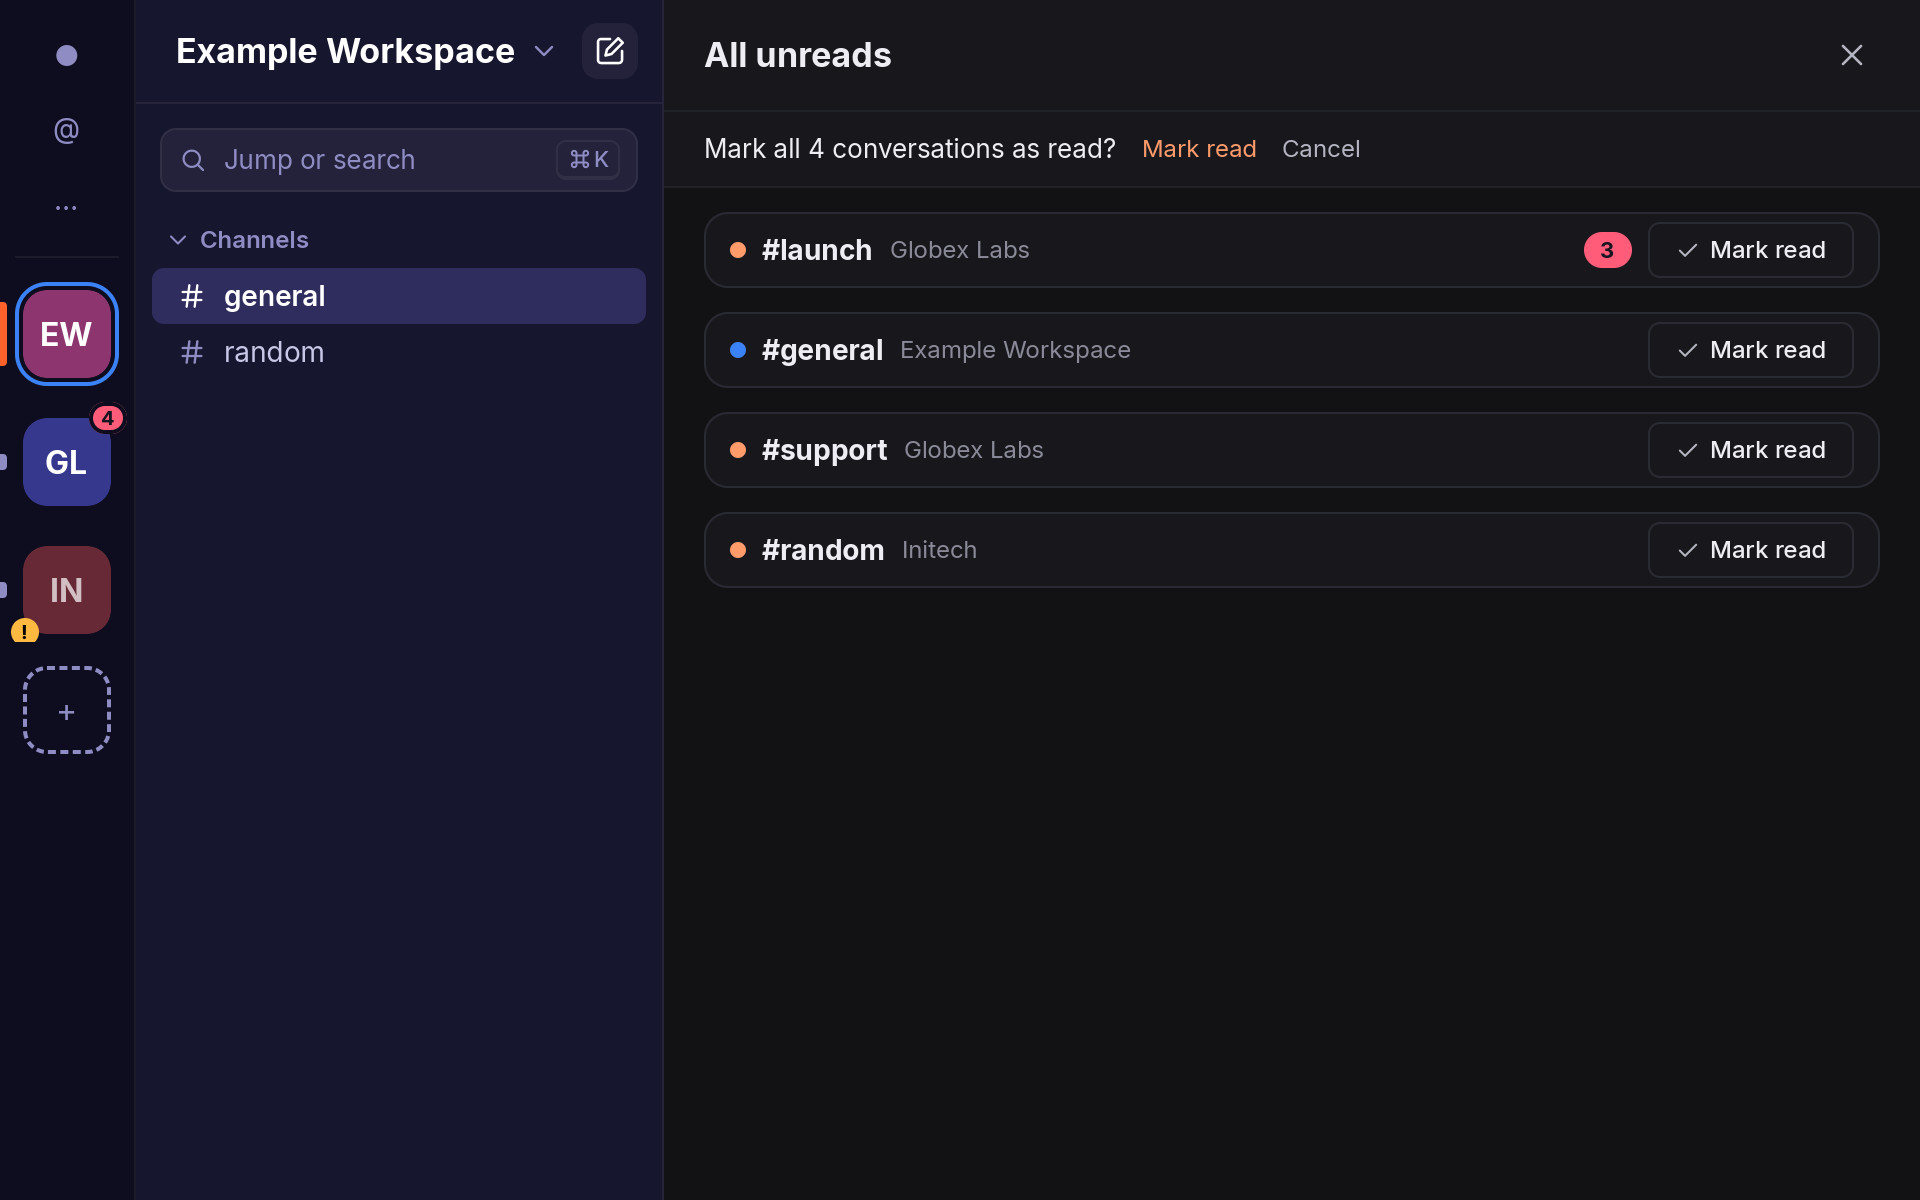 @
...
EW
4
GL
IN
!
+
Example Workspace
Jump or search ⌘K
Channels
# general
# random
All unreads
Mark all 4 conversations as read? Mark read Cancel
#launch Globex Labs 3 Mark read
#general Example Workspace Mark read
#support Globex Labs Mark read
#random Initech Mark read